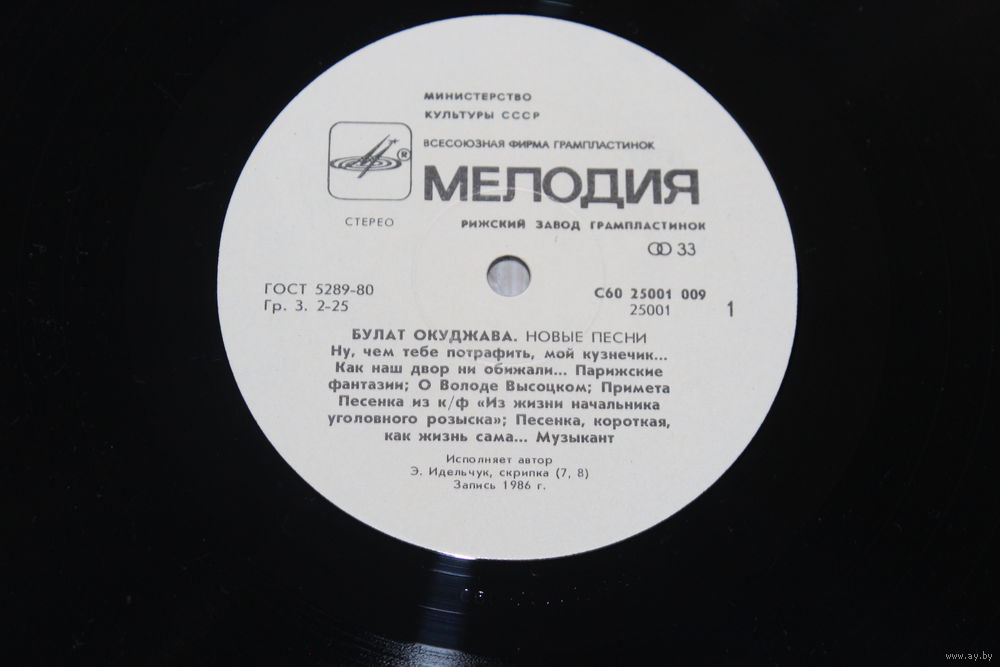 МИНИСТЕРСТВО
КУЛЬТУРЫ СССР
ВСЕСОЮЗНАЯ ФИРМА ГРАМПЛАСТИНОК
®
МЕЛОДИЯ
СТЕРЕО
РИЖСКИЙ ЗАВОД ГРАМПЛАСТИНОК
33
ГОСТ 5289-80
Гр. 3. 2-25
С60 25001 009
25001
1
БУЛАТ ОКУДЖАВА. НОВЫЕ ПЕСНИ
Ну, чем тебе потрафить, мой кузнечик...
Как наш двор ни обижали... Парижские
фантазии; О Володе Высоцком; Примета
Песенка из к/ф «Из жизни начальника
уголовного розыска»; Песенка, короткая,
как жизнь сама... Музыкант
Исполняет автор
Э. Идельчук, скрипка (7, 8)
Запись 1986 г.
www.ay.by